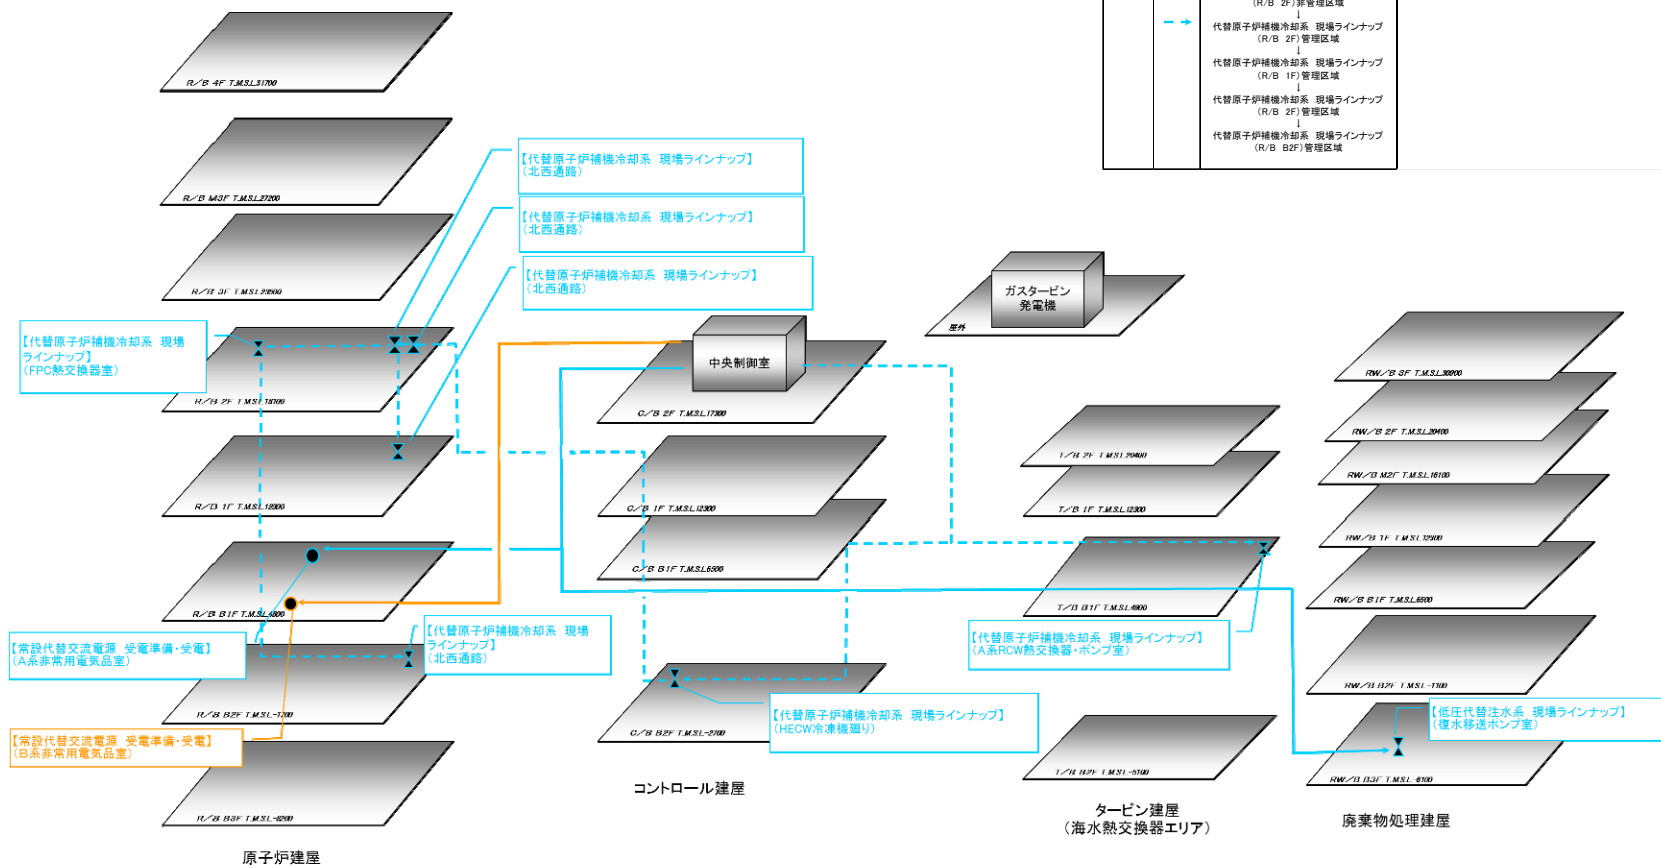 (R/B 2F)非管理区域
↓
代替原子炉補機冷却系 現場ラインナップ
(R/B 2F)管理区域
↓
代替原子炉補機冷却系 現場ラインナップ
(R/B 1F)管理区域
↓
代替原子炉補機冷却系 現場ラインナップ
(R/B 2F)管理区域
↓
代替原子炉補機冷却系 現場ラインナップ
(R/B B2F)管理区域
R/B 4F T.M.S.L.31700
R/B M3F T.M.S.L.27200
R/B 3F T.M.S.L.23500
R/B 2F T.M.S.L.18100
R/B 1F T.M.S.L.12300
R/B B1F T.M.S.L.4800
R/B B2F T.M.S.L.-1700
R/B B3F T.M.S.L.-8200
原子炉建屋
【代替原子炉補機冷却系 現場ラインナップ】
(北西通路)
【代替原子炉補機冷却系 現場ラインナップ】
(北西通路)
【代替原子炉補機冷却系 現場ラインナップ】
(北西通路)
【代替原子炉補機冷却系 現場
ラインナップ】
(FPC熱交換器室)
【常設代替交流電源 受電準備・受電】
(A系非常用電気品室)
【代替原子炉補機冷却系 現場
ラインナップ】
(北西通路)
【常設代替交流電源 受電準備・受電】
(B系非常用電気品室)
中央制御室
C/B 2F T.M.S.L.17300
C/B 1F T.M.S.L.12300
C/B B1F T.M.S.L.6500
C/B B2F T.M.S.L.-2700
【代替原子炉補機冷却系 現場ラインナップ】
(HECW冷凍機廻り)
コントロール建屋
ガスタービン
発電機
屋外
T/B 2F T.M.S.L.20400
T/B 1F T.M.S.L.12300
T/B B1F T.M.S.L.4900
【代替原子炉補機冷却系 現場ラインナップ】
(A系RCW熱交換器・ポンプ室)
T/B B2F T.M.S.L.-5100
タービン建屋
(海水熱交換器エリア)
RW/B 3F T.M.S.L.30900
RW/B 2F T.M.S.L.20400
RW/B M2F T.M.S.L.16100
RW/B 1F T.M.S.L.12300
RW/B B1F T.M.S.L.6500
RW/B B2F T.M.S.L.-1100
【低圧代替注水系 現場ラインナップ】
(復水移送ポンプ室)
RW/B B3F T.M.S.L.-6100
廃棄物処理建屋